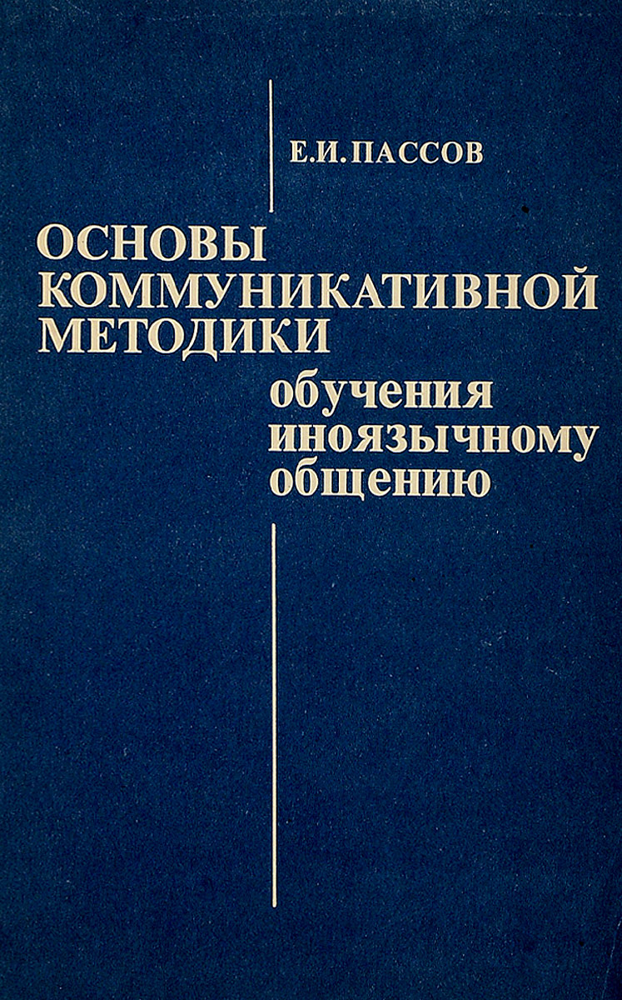 Е.И.ПАССОВ
ОСНОВЫ
КОММУНИКАТИВНОЙ
МЕТОДИКИ
обучения
иноязычному
общению